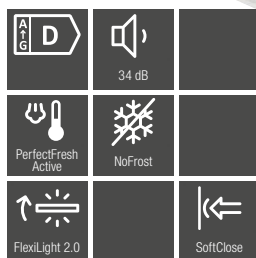 A
G
D
34 dB
PerfectFresh
Active
NoFrost
FlexiLight 2.0
SoftClose